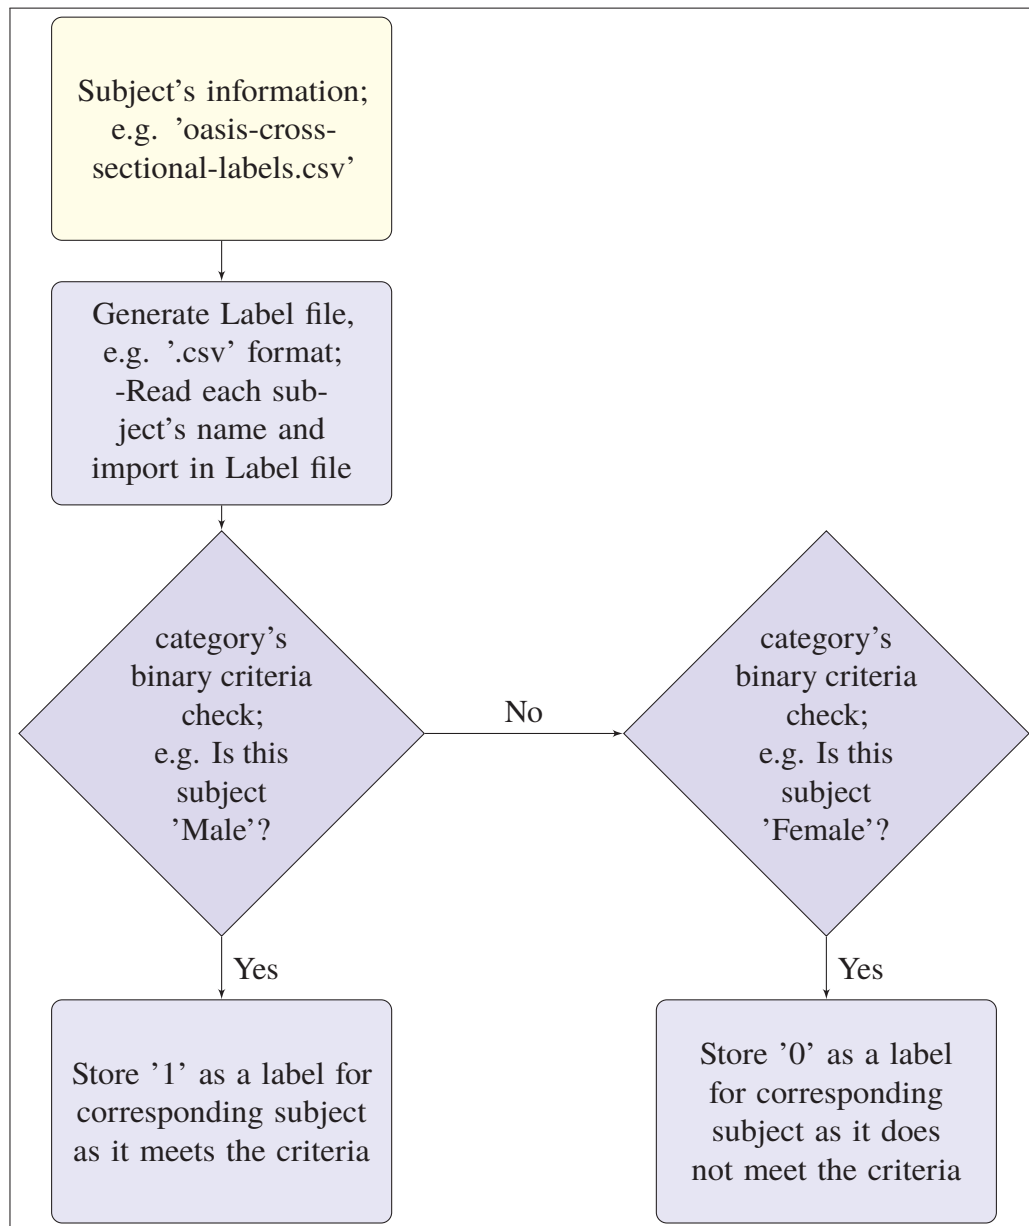 Subject’s information;
e.g. ’oasis-cross-
sectional-labels.csv’
Generate Label file,
e.g. ’.csv’ format;
-Read each sub-
ject’s name and
import in Label file
category’s
binary criteria
check;
e.g. Is this
subject
’Male’?
No
category’s
binary criteria
check;
e.g. Is this
subject
’Female’?
Yes
Yes
Store ’1’ as a label for
corresponding subject
as it meets the criteria
Store ’0’ as a label
for corresponding
subject as it does
not meet the criteria